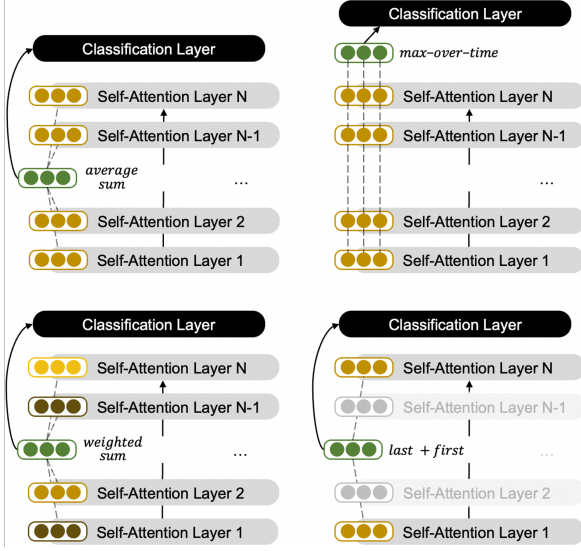 Classification Layer
Self-Attention Layer N
Self-Attention Layer N-1
average
sum
...
Self-Attention Layer 2
Self-Attention Layer 1
Classification Layer
max-over-time
Self-Attention Layer N
Self-Attention Layer N-1
...
Self-Attention Layer 2
Self-Attention Layer 1
Classification Layer
Self-Attention Layer N
Self-Attention Layer N-1
weighted
sum
...
Self-Attention Layer 2
Self-Attention Layer 1
Classification Layer
Self-Attention Layer N
Self-Attention Layer N-1
last + first
...
Self-Attention Layer 2
Self-Attention Layer 1